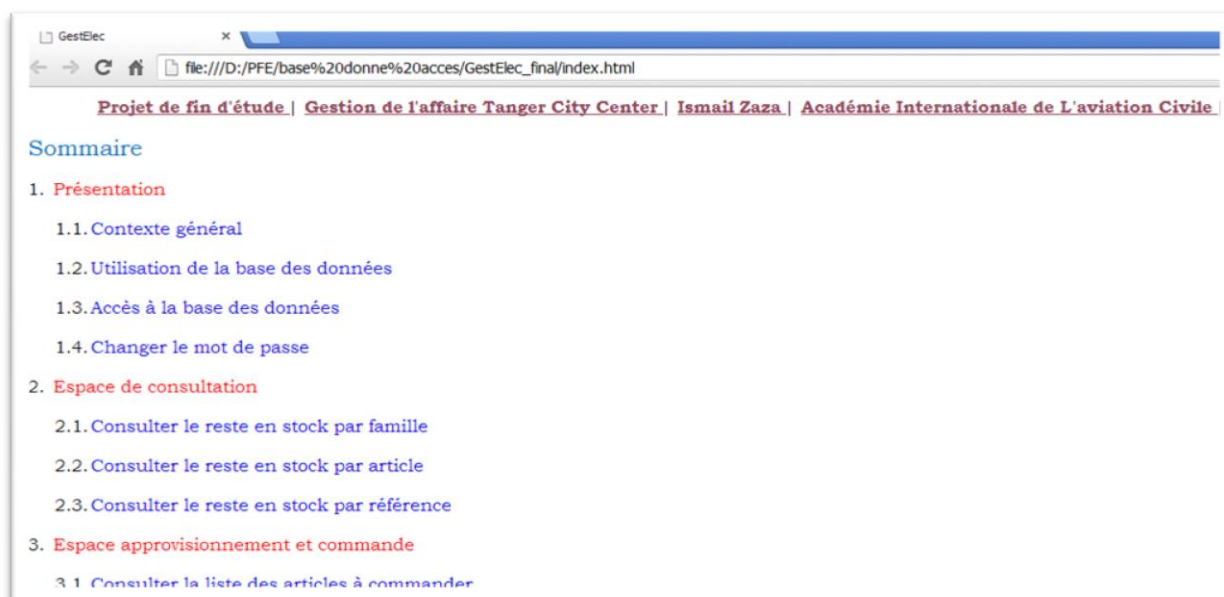 GestElec
file:///D:/PFE/base%20donne%20acces/GestElec_final/index.html
Projet de fin d'étude | Gestion de l'affaire Tanger City Center | Ismail Zaza | Académie Internationale de L'aviation Civile |
Sommaire
1. Présentation
1.1. Contexte général
1.2. Utilisation de la base des données
1.3. Accès à la base des données
1.4. Changer le mot de passe
2. Espace de consultation
2.1. Consulter le reste en stock par famille
2.2. Consulter le reste en stock par article
2.3. Consulter le reste en stock par référence
3. Espace approvisionnement et commande
3.1. Consulter la liste des articles à commander